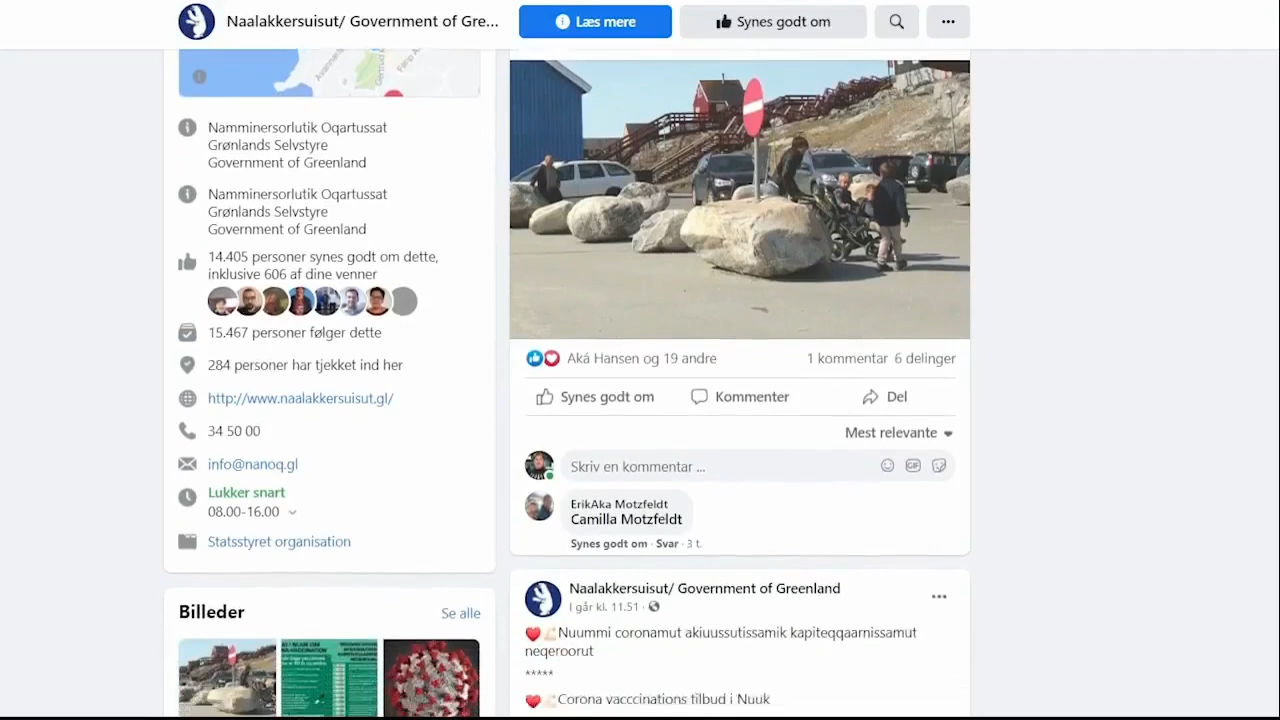 Naalakkersuisut/ Government of Gre...
Læs mere
Synes godt om
Namminersorlutik Oqartussat
Grønlands Selvstyre
Government of Greenland
Namminersorlutik Oqartussat
Grønlands Selvstyre
Government of Greenland
14.405 personer synes godt om dette,
inklusive 606 af dine venner
15.467 personer følger dette
284 personer har tjekket ind her
http://www.naalakkersuisut.gl/
34 50 00
info@nanoq.gl
Lukker snart
08.00-16.00
Statsstyret organisation
Billeder
Se alle
Aká Hansen og 19 andre
1 kommentar 6 delinger
Synes godt om
Kommenter
Del
Mest relevante
Skriv en kommentar ...
GIF
ErikAka Motzfeldt
Camilla Motzfeldt
Synes godt om · Svar · 3 t.
Naalakkersuisut/ Government of Greenland
I går kl. 11.51 ·
Nuummi coronamut akiuussutissamik kapiteqqaarnissamut
neqeroorut
*****
Corona vacccinations tilbud i Nuuk